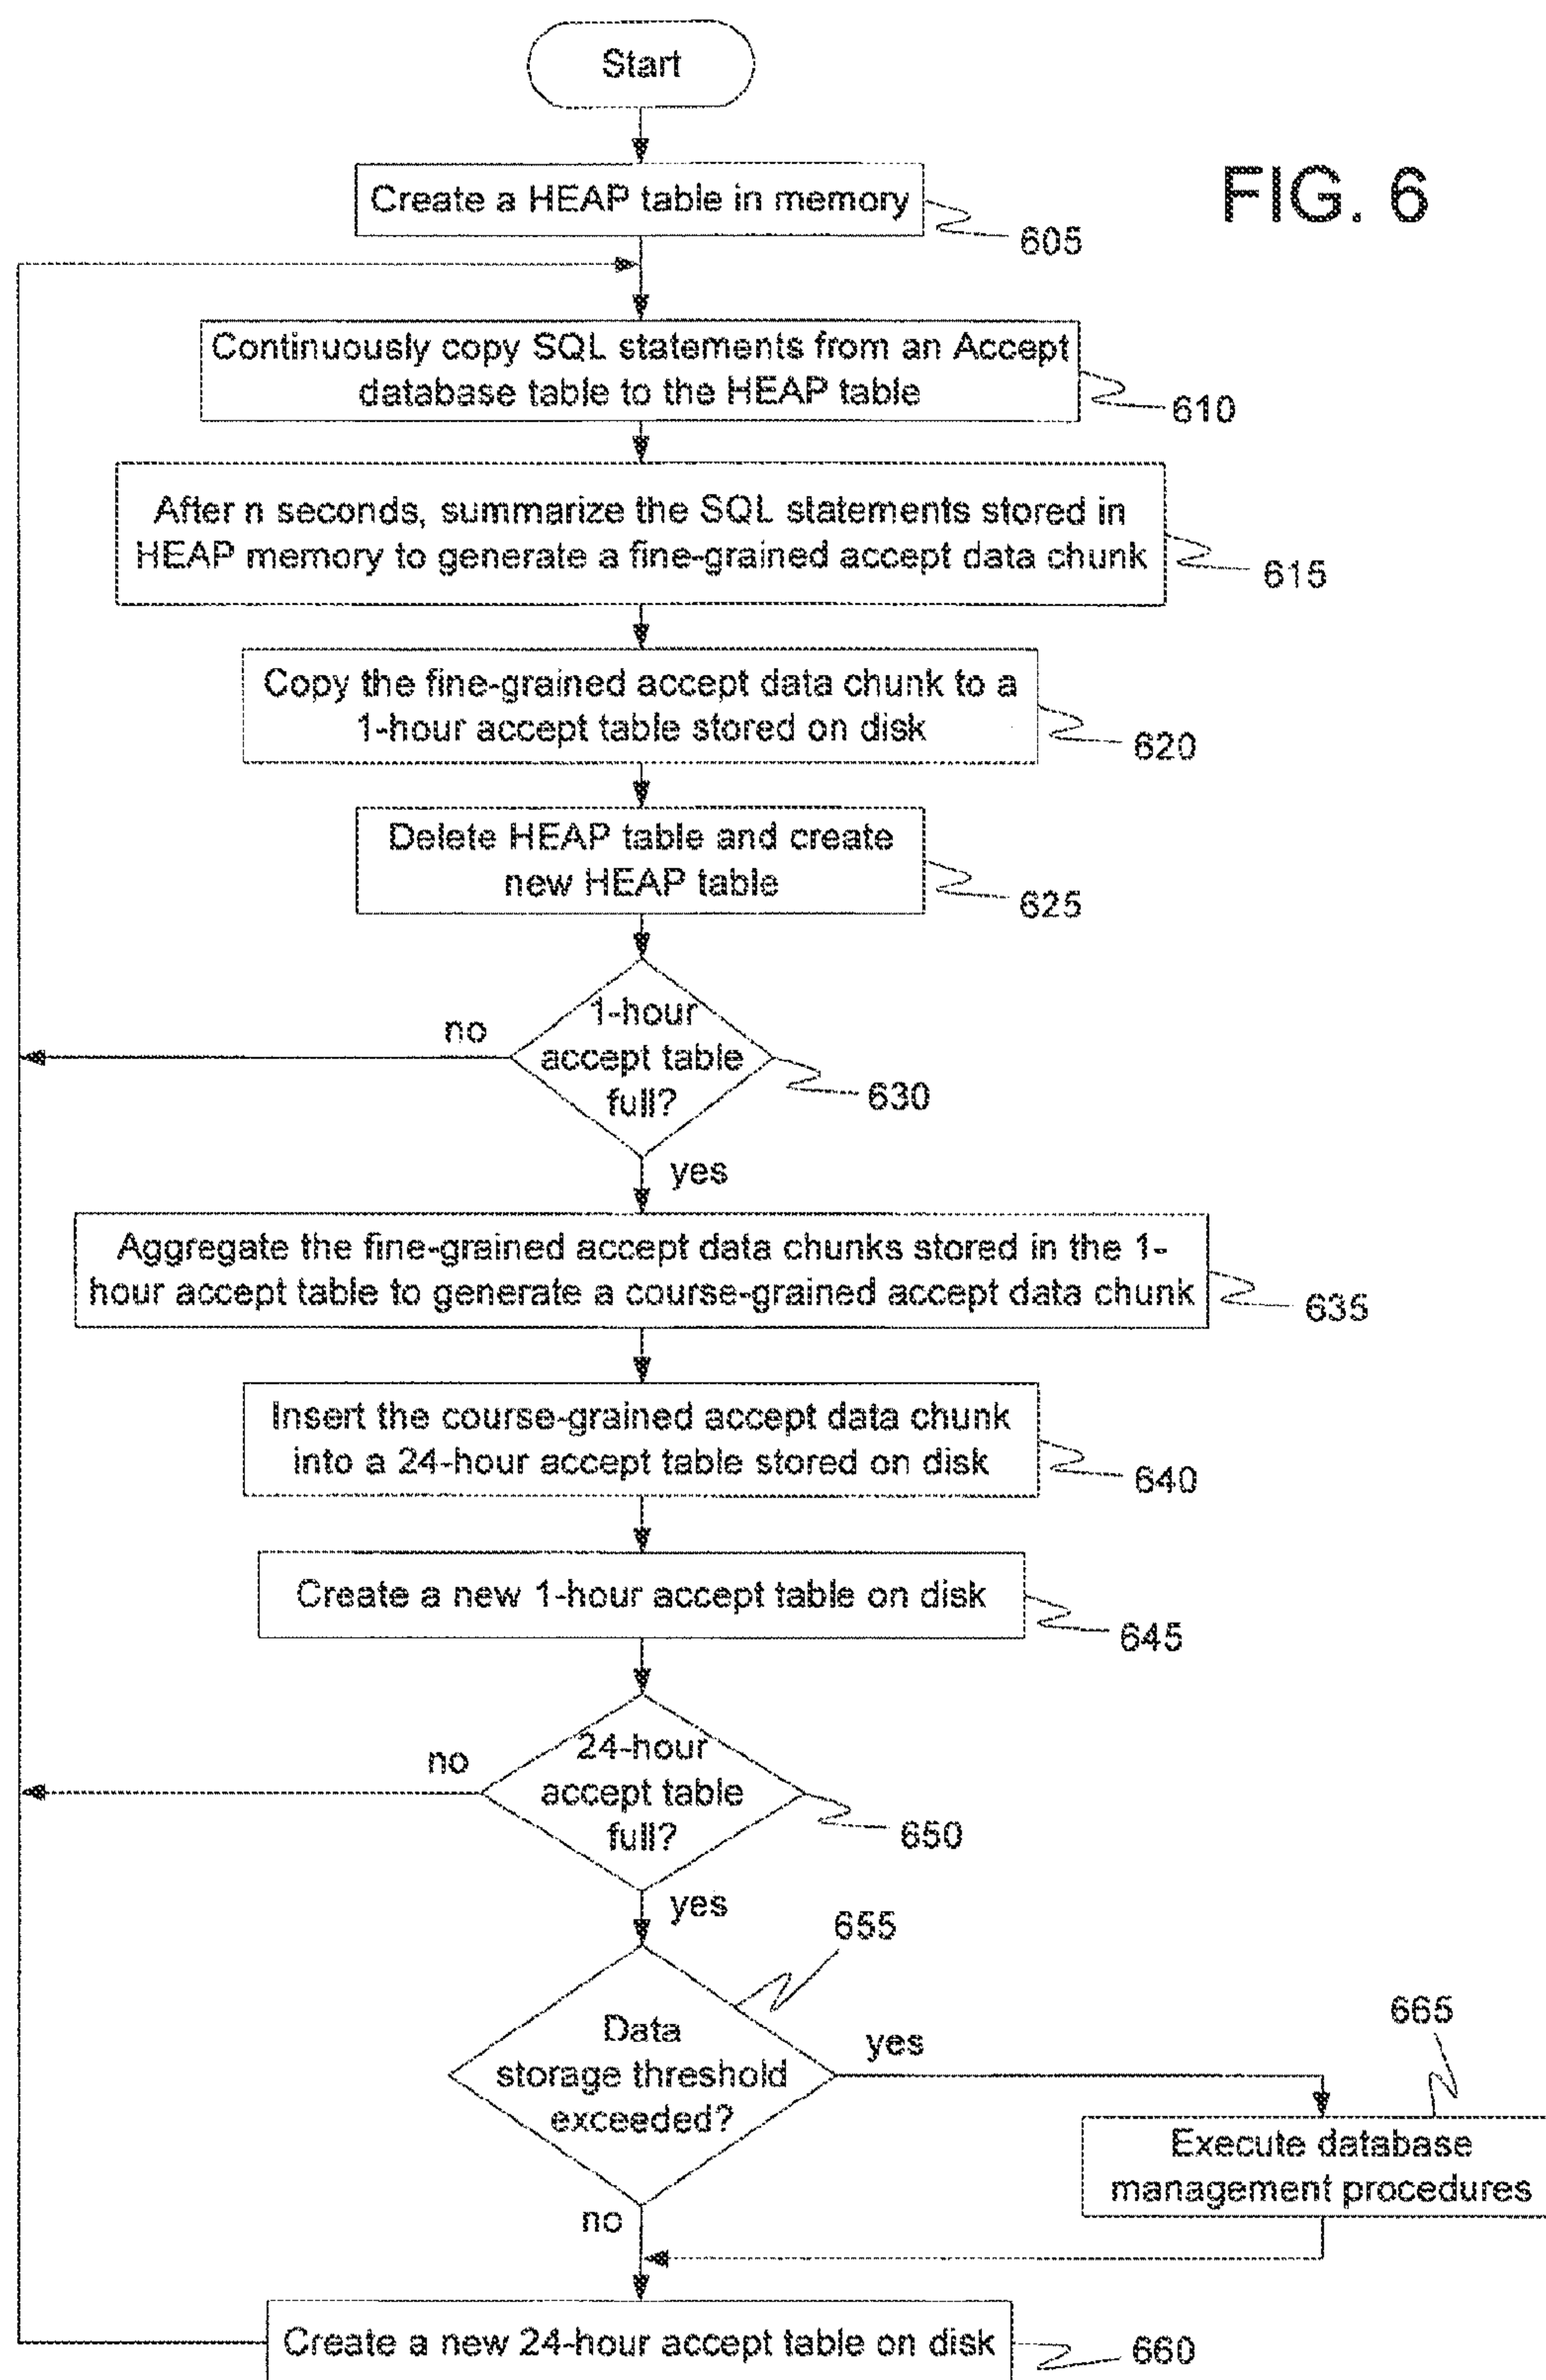 Start
FIG. 6
Create a HEAP table in memory
605
Continuously copy SQL statements from an Accept
database table to the HEAP table
610
After n seconds, summarize the SQL statements stored in
HEAP memory to generate a fine-grained accept data chunk
615
Copy the fine-grained accept data chunk to a
1-hour accept table stored on disk
620
Delete HEAP table and create
new HEAP table
625
1-hour
accept table
full?
no
630
yes
Aggregate the fine-grained accept data chunks stored in the 1-
hour accept table to generate a course-grained accept data chunk
635
Insert the course-grained accept data chunk
into a 24-hour accept table stored on disk
640
Create a new 1-hour accept table on disk
645
24-hour
accept table
full?
no
650
yes
655
Data
storage threshold
exceeded?
yes
665
Execute database
management procedures
no
Create a new 24-hour accept table on disk
660